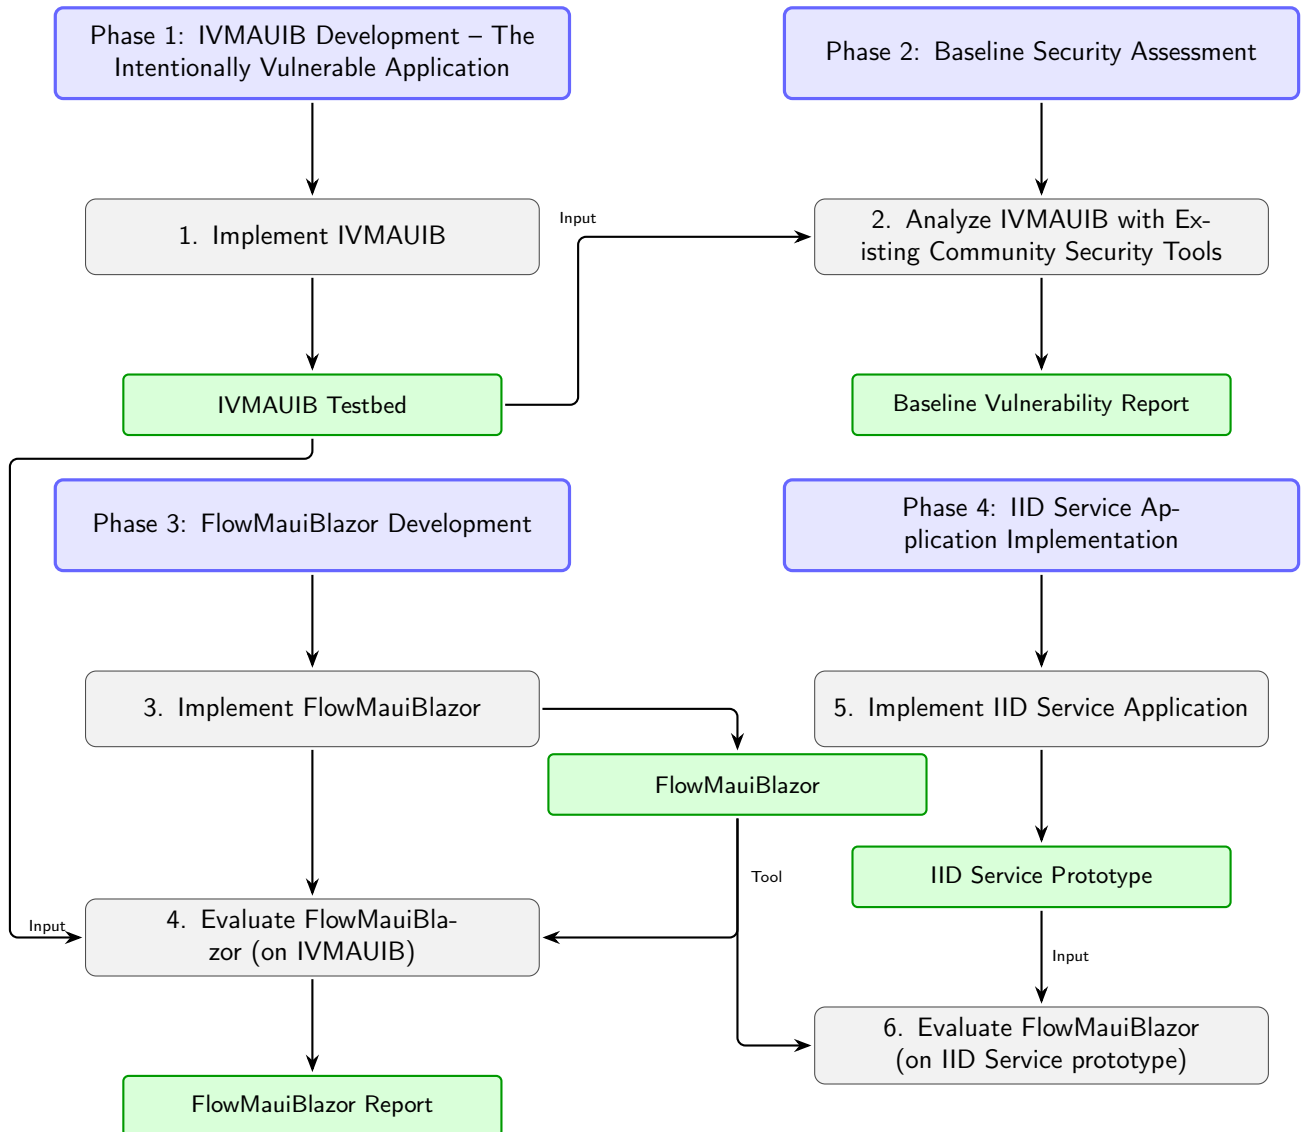 Phase 1: IVMAUIB Development – The
Intentionally Vulnerable Application
Phase 2: Baseline Security Assessment
1. Implement IVMAUIB
Input
2. Analyze IVMAUIB with Ex-
isting Community Security Tools
IVMAUIB Testbed
Baseline Vulnerability Report
Phase 3: FlowMauiBlazor Development
Phase 4: IID Service Ap-
plication Implementation
3. Implement FlowMauiBlazor
5. Implement IID Service Application
FlowMauiBlazor
Tool
IID Service Prototype
Input
4. Evaluate FlowMauiBla-
zor (on IVMAUIB)
Input
6. Evaluate FlowMauiBlazor
(on IID Service prototype)
FlowMauiBlazor Report